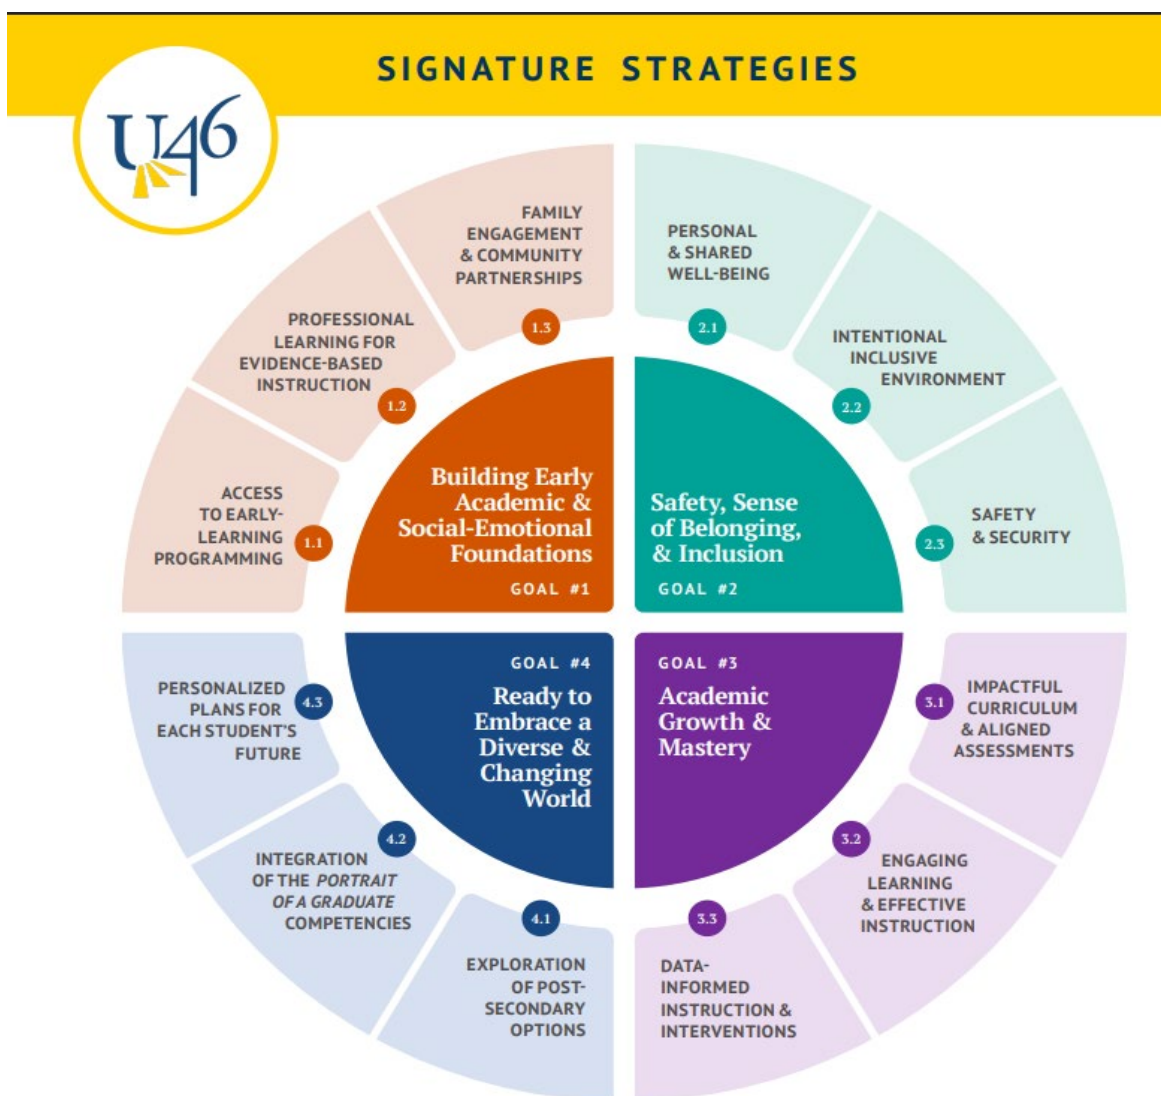 SIGNATURE STRATEGIES
U46
FAMILY
ENGAGEMENT
& COMMUNITY
PARTNERSHIPS
1.3
PROFESSIONAL
LEARNING FOR
EVIDENCE-BASED
INSTRUCTION
1.2
ACCESS
TO EARLY-
LEARNING
PROGRAMMING
1.1
Building Early
Academic &
Social-Emotional
Foundations
GOAL #1
PERSONAL
& SHARED
WELL-BEING
2.1
INTENTIONAL
INCLUSIVE
ENVIRONMENT
2.2
SAFETY
& SECURITY
2.3
Safety, Sense
of Belonging,
& Inclusion
GOAL #2
GOAL #4
Ready to
Embrace a
Diverse &
Changing
World
PERSONALIZED
PLANS FOR
EACH STUDENT'S
FUTURE
4.3
4.2
INTEGRATION
OF THE PORTRAIT
OF A GRADUATE
COMPETENCIES
4.1
EXPLORATION
OF POST-
SECONDARY
OPTIONS
GOAL #3
Academic
Growth &
Mastery
3.1
IMPACTFUL
CURRICULUM
& ALIGNED
ASSESSMENTS
3.2
ENGAGING
LEARNING
& EFFECTIVE
INSTRUCTION
3.3
DATA-
INFORMED
INSTRUCTION &
INTERVENTIONS